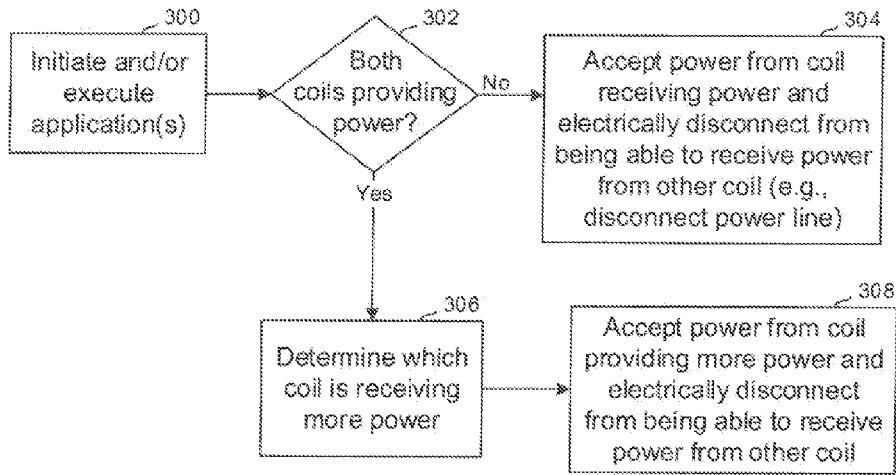 300
Initiate and/or
execute
application(s)
302
Both
coils providing
power?
No
304
Accept power from coil
receiving power and
electrically disconnect from
being able to receive power
from other coil (e.g.,
disconnect power line)
Yes
306
Determine which
coil is receiving
more power
308
Accept power from coil
providing more power and
electrically disconnect
from being able to receive
power from other coil